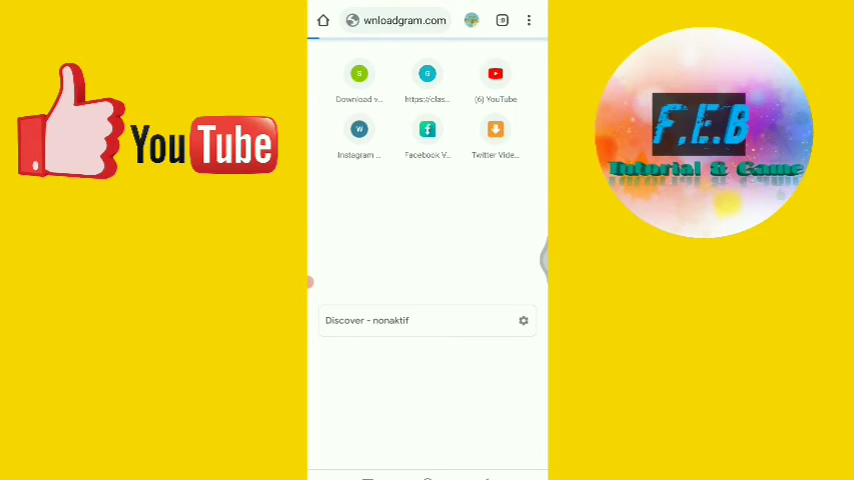 YouTube
wnloadgram.com
:D
S
G
Download v...
https://clas...
(6) YouTube
W
f
Instagram ...
Facebook V...
Twitter Vide...
Discover - nonaktif
F.E.B
Tutorial & Game